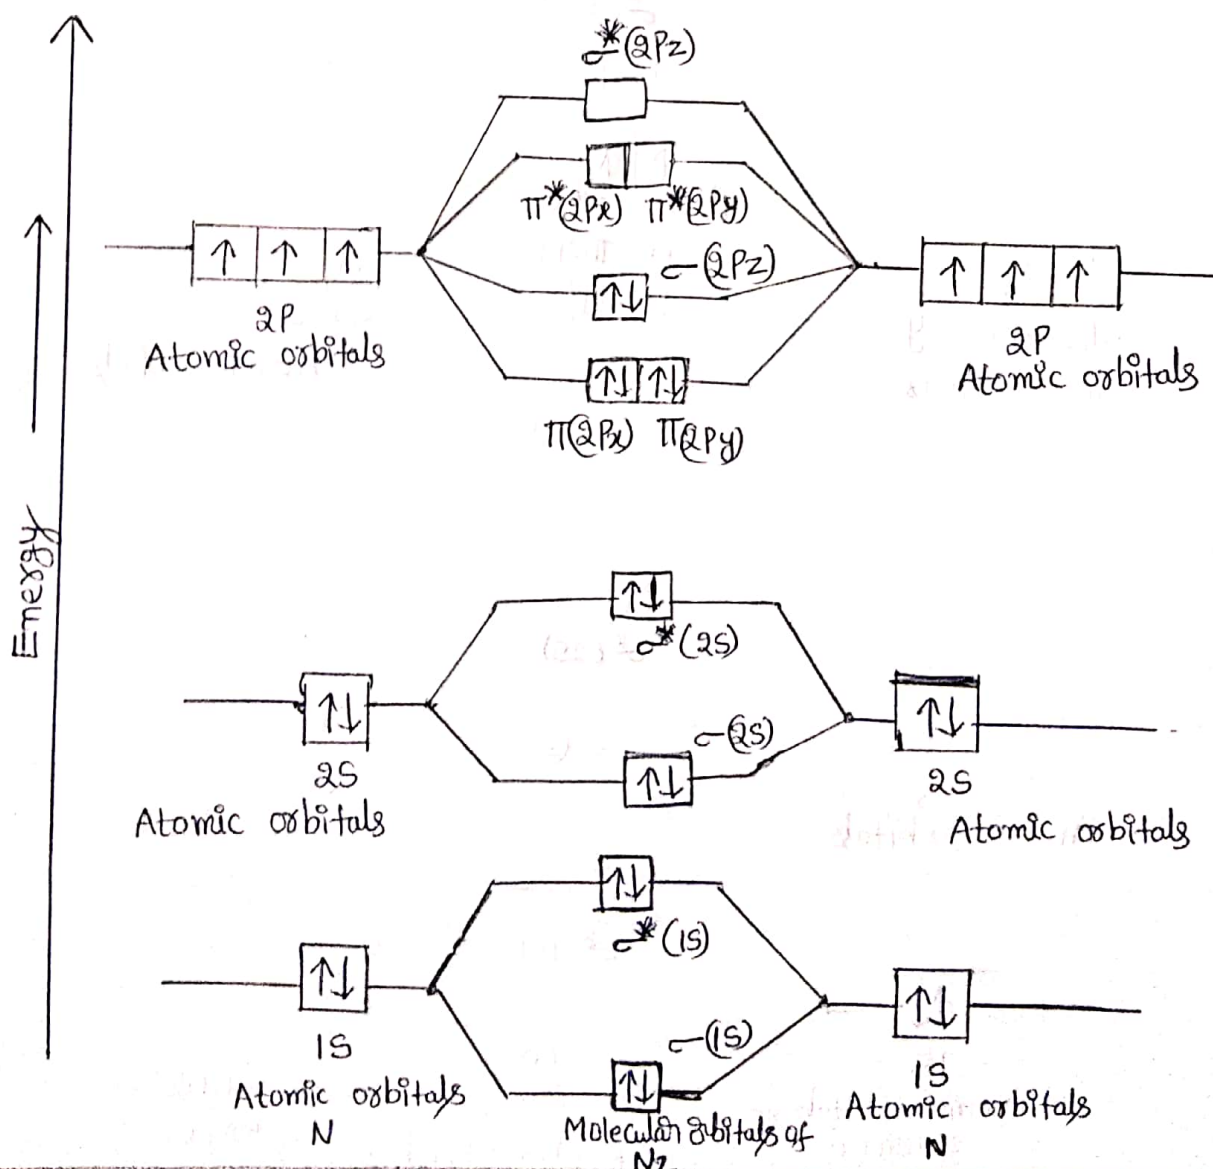 σ*(2Pz)
π*(2Px) π*(2Py)
σ(2Pz)
2P
Atomic orbitals
2P
Atomic orbitals
π(2Px) π(2Py)
Energy
σ*(2S)
σ(2S)
2S
Atomic orbitals
2S
Atomic orbitals
σ*(1S)
σ(1S)
1S
Atomic orbitals
N
1S
Atomic orbitals
N
Molecular orbitals of
N2